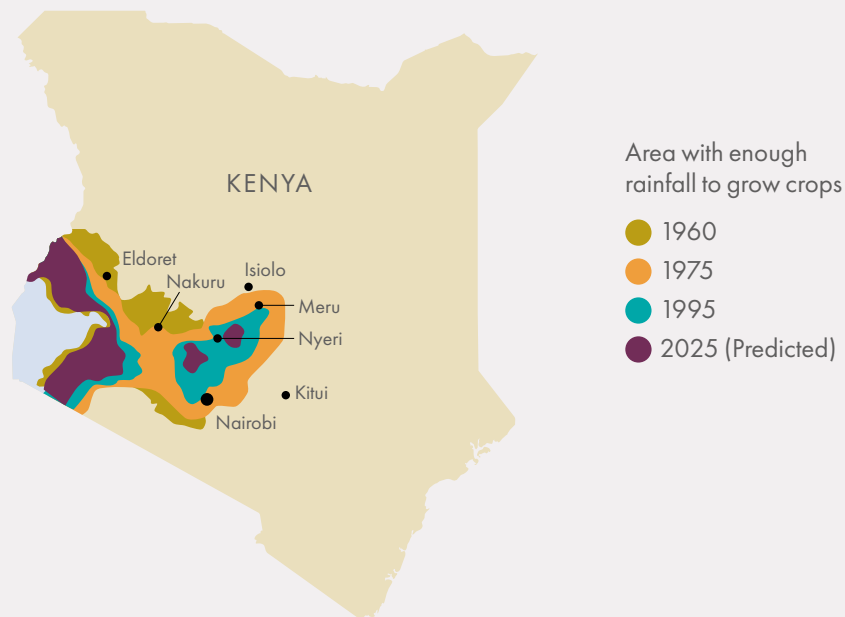 KENYA
Eldoret
Nakuru
Isiolo
Meru
Nyeri
Kitui
Nairobi
Area with enough
rainfall to grow crops
1960
1975
1995
2025 (Predicted)